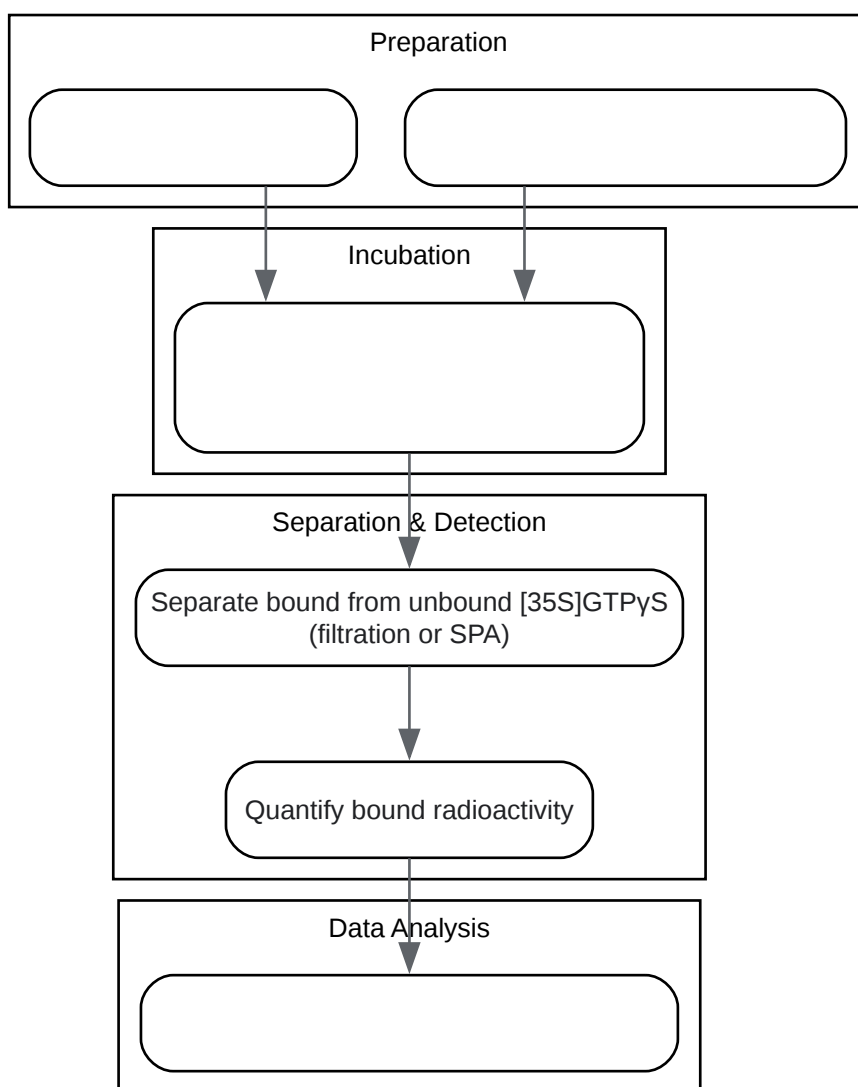 Preparation
Incubation
Separation & Detection
Separate bound from unbound [35S]GTPγS
(filtration or SPA)
Quantify bound radioactivity
Data Analysis